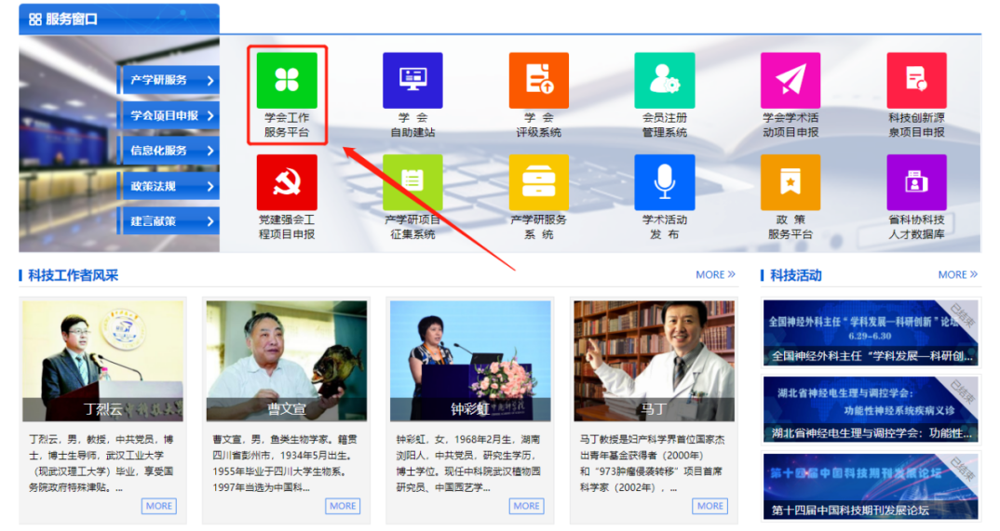 服务窗口
产学研服务
学会项目申报
信息化服务
政策法规
建言献策
学会工作
服务平台
学 会
自助建站
学 会
评级系统
会员注册
管理系统
学会学术活
动项目申报
科技创新源
泉项目申报
党建强会工
程项目申报
产学研项目
征集系统
产学研服务
系 统
学术活动
发 布
政 策
服务平台
省科协科技
人才数据库
科技工作者风采
MORE
丁烈云
丁烈云，男，教授，中共党员，博
士，博士生导师，武汉工业大学
（现武汉理工大学）毕业，享受国
务院政府特殊津贴。...
MORE
曹文宣
曹文宣，男，鱼类生物学家。籍贯
四川省彭州市，1934年5月出生。
1955年毕业于四川大学生物系。
1997年当选为中国科...
MORE
钟彩虹
钟彩虹，女，1968年2月生，湖南
浏阳人，中共党员，研究生学历，
博士学位。现任中科院武汉植物园
研究员、中国园艺学...
MORE
马丁
马丁教授是妇产科学界首位国家杰
出青年基金获得者（2000年）
和“973肿瘤侵袭转移”项目首席
科学家（2002年），...
MORE
科技活动
MORE
全国神经外科主任“学科发展—科研创新”论坛
6.29-6.30
已结束
全国神经外科主任“学科发展—科研创...
湖北省神经电生理与调控学会：
功能性神经系统疾病义诊
已结束
湖北省神经电生理与调控学会：功能性...
第十四届中国科技期刊发展论坛
已结束
第十四届中国科技期刊发展论坛